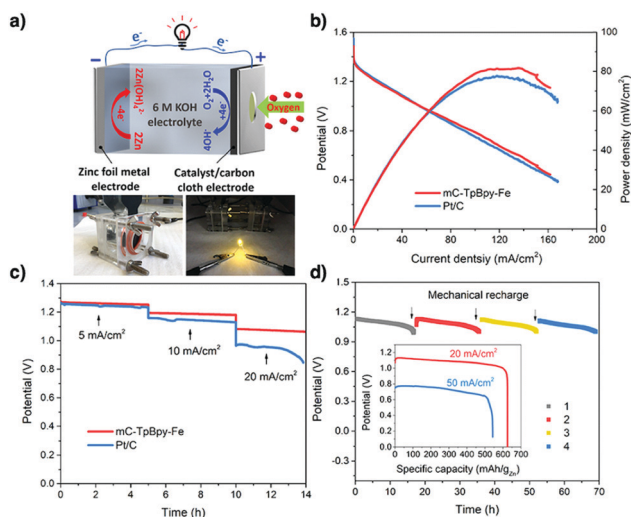 a)
e⁻
e⁻
e⁻
−
+
2Zn(OH)₄²⁻
-4e⁻
2Zn
6 M KOH
electrolyte
O₂+2H₂O
+4e⁻
4OH⁻
Oxygen
Zinc foil metal
electrode
Catalyst/carbon
cloth electrode
b)
Potential (V)
1.6
1.2
0.8
0.4
0.0
100
80
60
40
20
0
Power density (mW/cm²)
mC-TpBpy-Fe
Pt/C
0 40 80 120 160 200
Current dentsiy (mA/cm²)
c)
Potential (V)
1.4
1.2
1.0
0.8
0.6
0.4
5 mA/cm²
10 mA/cm²
20 mA/cm²
mC-TpBpy-Fe
Pt/C
0 2 4 6 8 10 12 14
Time (h)
d)
Potential (V)
1.5
1.2
0.9
0.6
0.3
0.0
-0.3
Mechanical recharge
Potential (V)
1.2
1.0
0.8
0.6
0.4
0.2
0.0
20 mA/cm²
50 mA/cm²
0 100 200 300 400 500 600 700
Specific capacity (mAh/gZn)
1
2
3
4
0 10 20 30 40 50 60 70
Time (h)